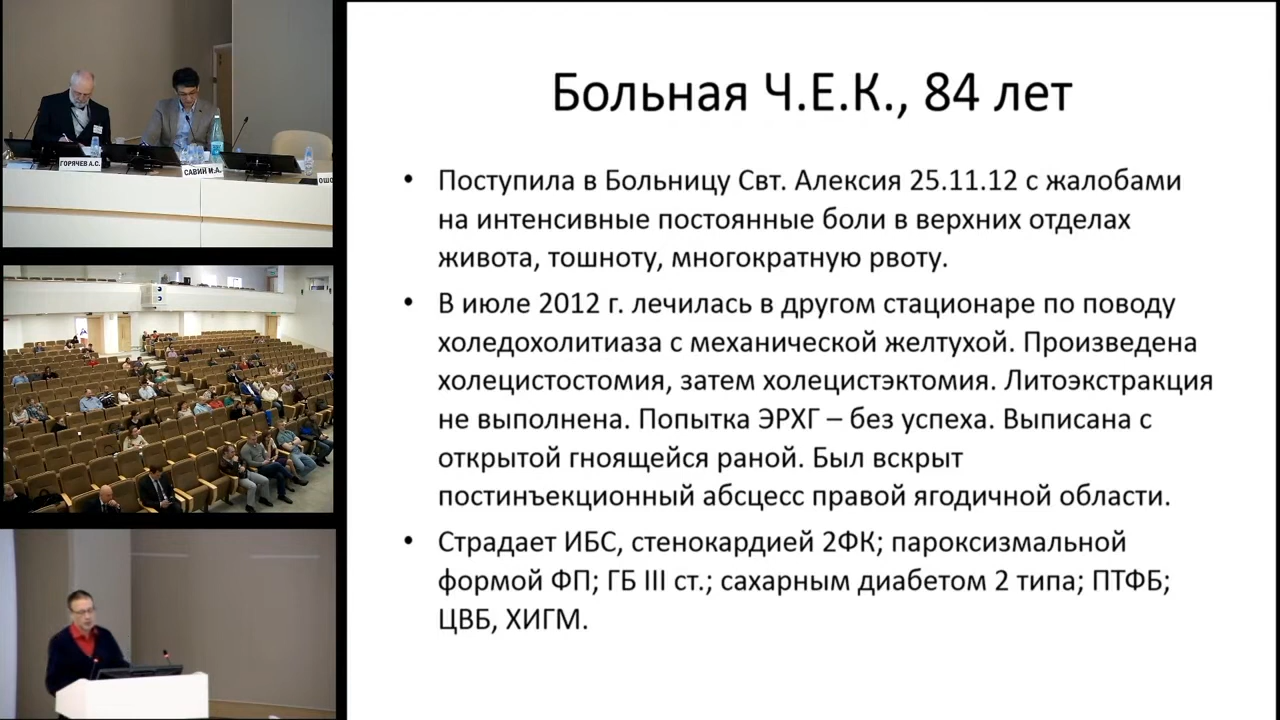 ГОРЯЧЕВ А.С.
САВИН И.А.
ОШО
Больная Ч.Е.К., 84 лет
• Поступила в Больницу Свт. Алексия 25.11.12 с жалобами
на интенсивные постоянные боли в верхних отделах
живота, тошноту, многократную рвоту.
• В июле 2012 г. лечилась в другом стационаре по поводу
холедохолитиаза с механической желтухой. Произведена
холецистостомия, затем холецистэктомия. Литоэкстракция
не выполнена. Попытка ЭРХГ – без успеха. Выписана с
открытой гноящейся раной. Был вскрыт
постинъекционный абсцесс правой ягодичной области.
• Страдает ИБС, стенокардией 2ФК; пароксизмальной
формой ФП; ГБ III ст.; сахарным диабетом 2 типа; ПТФБ;
ЦВБ, ХИГМ.